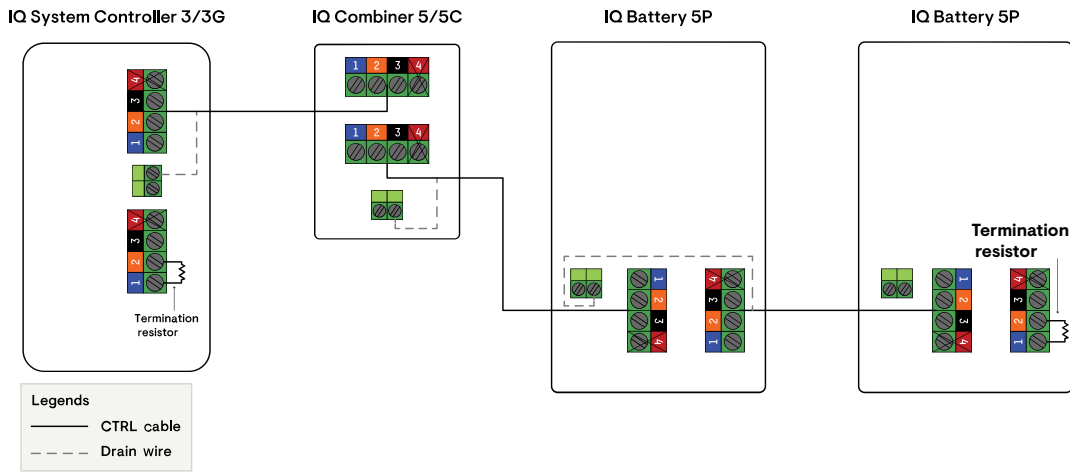 IQ System Controller 3/3G
IQ Combiner 5/5C
IQ Battery 5P
IQ Battery 5P
4
3
2
1
4
3
2
1
Termination
resistor
1 2 3 4
1 2 3 4
1
2
3
4
4
3
2
1
1
2
3
4
4
3
2
1
Termination
resistor
Legends
CTRL cable
Drain wire